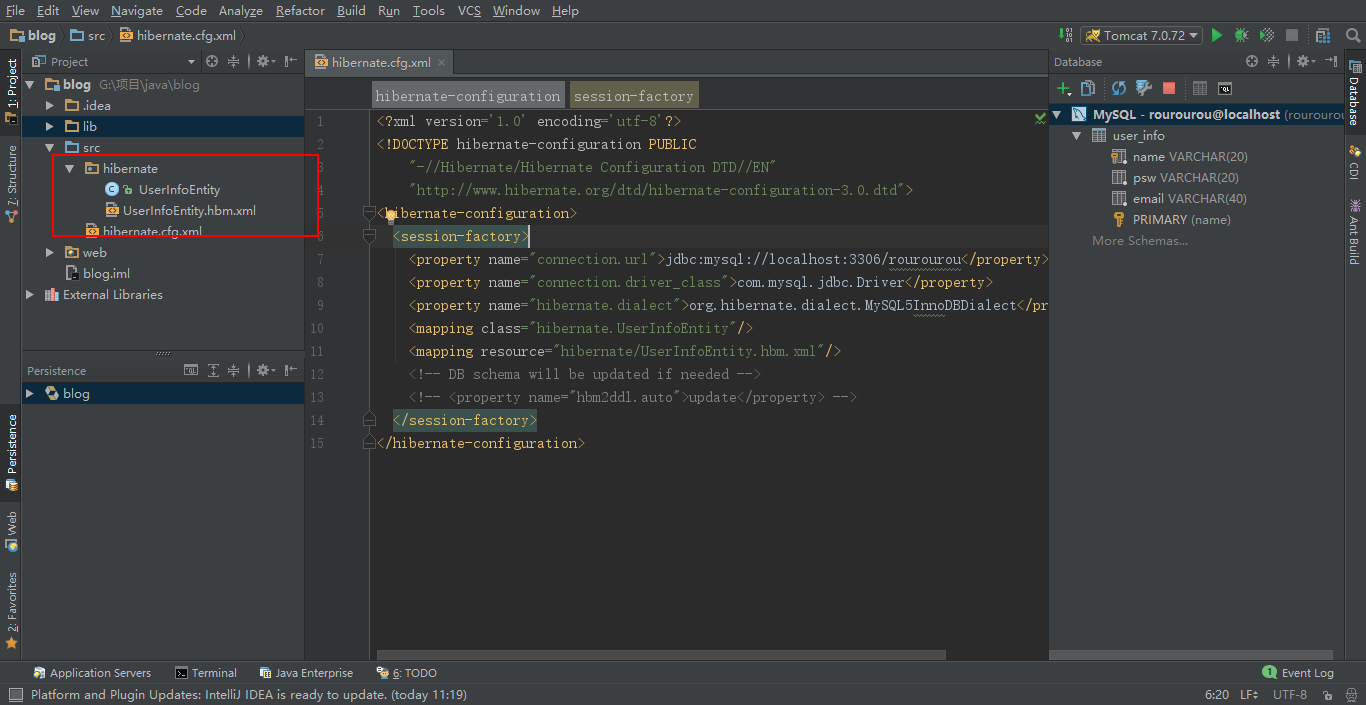 File Edit View Navigate Code Analyze Refactor Build Run Tools VCS Window Help
blog src hibernate.cfg.xml
Tomcat 7.0.72
1: Project
Z: Structure
Persistence
Web
2: Favorites
Project
blog G:\项目\java\blog
.idea
lib
src
hibernate
UserInfoEntity
UserInfoEntity.hbm.xml
hibernate.cfg.xml
web
blog.iml
External Libraries
Persistence
blog
hibernate.cfg.xml
hibernate-configuration session-factory
1 <?xml version='1.0' encoding='utf-8'?>
2 <!DOCTYPE hibernate-configuration PUBLIC
3 "-//Hibernate/Hibernate Configuration DTD//EN"
4 "http://www.hibernate.org/dtd/hibernate-configuration-3.0.dtd">
5 <hibernate-configuration>
6 <session-factory>
7 <property name="connection.url">jdbc:mysql://localhost:3306/rourourou</property>
8 <property name="connection.driver_class">com.mysql.jdbc.Driver</property>
9 <property name="hibernate.dialect">org.hibernate.dialect.MySQL5InnoDBDialect</pr
10 <mapping class="hibernate.UserInfoEntity"/>
11 <mapping resource="hibernate/UserInfoEntity.hbm.xml"/>
12 <!-- DB schema will be updated if needed -->
13 <!-- <property name="hbm2ddl.auto">update</property> -->
14 </session-factory>
15 </hibernate-configuration>
Database
MySQL - rourourou@localhost (rourourou
user_info
name VARCHAR(20)
psw VARCHAR(20)
email VARCHAR(40)
PRIMARY (name)
More Schemas...
Database
CDI
Ant Build
Application Servers Terminal Java Enterprise 6: TODO 1 Event Log
Platform and Plugin Updates: IntelliJ IDEA is ready to update. (today 11:19) 6:20 LF UTF-8